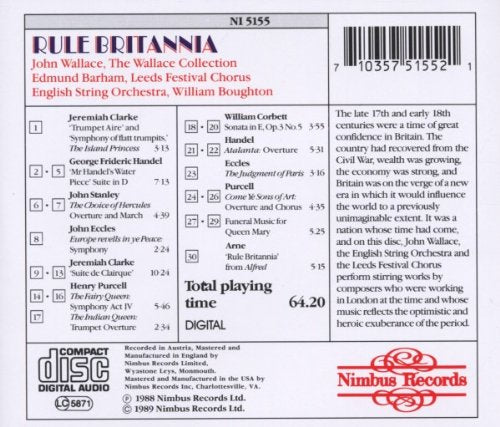 NI 5155
RULE BRITANNIA
John Wallace, The Wallace Collection
Edmund Barham, Leeds Festival Chorus
English String Orchestra, William Boughton
7 10357 51552 1
Jeremiah Clarke
1 'Trumpet Aire' and
'Symphony of flatt trumpits.'
The Island Princess 3·13
George Frideric Handel
2 · 5 'Mr Handel's Water
Piece' Suite in D 7·13
John Stanley
6 · 7 The Choice of Hercules
Overture and March 4·39
John Eccles
8 Europe revells in ye Peace:
Symphony 2·24
Jeremiah Clarke
9 · 13 'Suite de Clairque' 10·24
Henry Purcell
14 · 16 The Fairy Queen:
Symphony Act IV 5·46
17 The Indian Queen:
Trumpet Overture 2·34
William Corbett
18 · 20 Sonata in E, Op.3 No.5 3·55
Handel
21 · 22 Atalanta: Overture 5·31
Eccles
23 The Judgment of Paris 3·16
Purcell
24 · 26 Come Ye Sons of Art:
Overture and Chorus 4·35
27 · 29 Funeral Music for
Queen Mary 5.25
Arne
30 'Rule Britannia'
from Alfred 5·15
Total playing
time 64.20
DIGITAL
The late 17th and early 18th
centuries were a time of great
confidence in Britain. The
country had recovered from the
Civil War, wealth was growing,
the economy was strong, and
Britain was on the verge of a new
era in which it would influence
the world to a previously
unimaginable extent. It was a
nation whose time had come,
and on this disc, John Wallace,
the English String Orchestra and
the Leeds Festival Chorus
perform stirring works by
composers who were working in
London at the time and whose
music reflects the optimistic and
heroic exuberance of the period.
COMPACT
disc
DIGITAL AUDIO
LC 5871
Recorded in Austria, Mastered and
Manufactured in England by
Nimbus Records Limited,
Wyastone Leys, Monmouth.
Mastered and Manufactured in the USA by
Nimbus Records Inc, Charlottesville, VA.
℗ 1988 Nimbus Records
© 1989 Nimbus Records
Nimbus Records